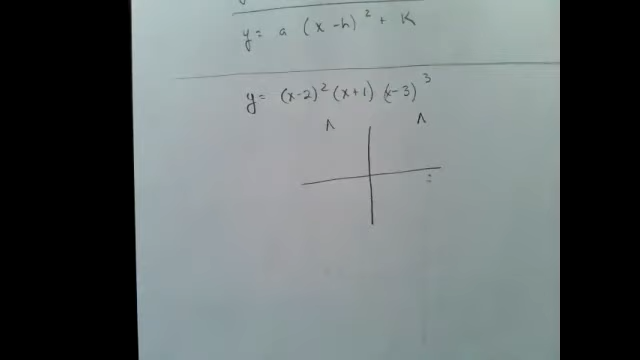 y = a (x - h)² + K
y = (x-2)² (x+1) (x-3)³